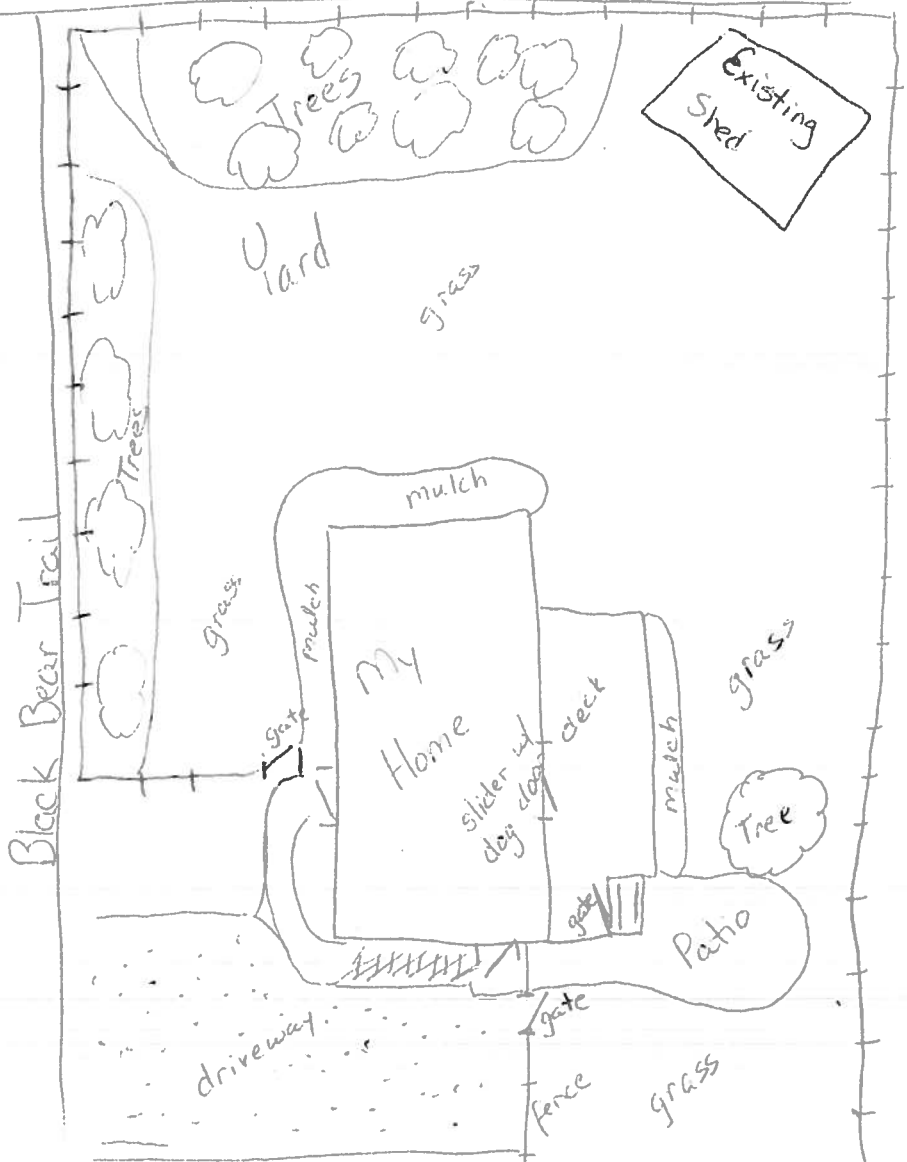 Existing
Shed
Trees
Yard
grass
mulch
Trees
Black Bear Trail
grass
mulch
My
Home
grass
deck
slider w/
dog door
mulch
gate
Tree
gate
Patio
gate
driveway
fence
grass